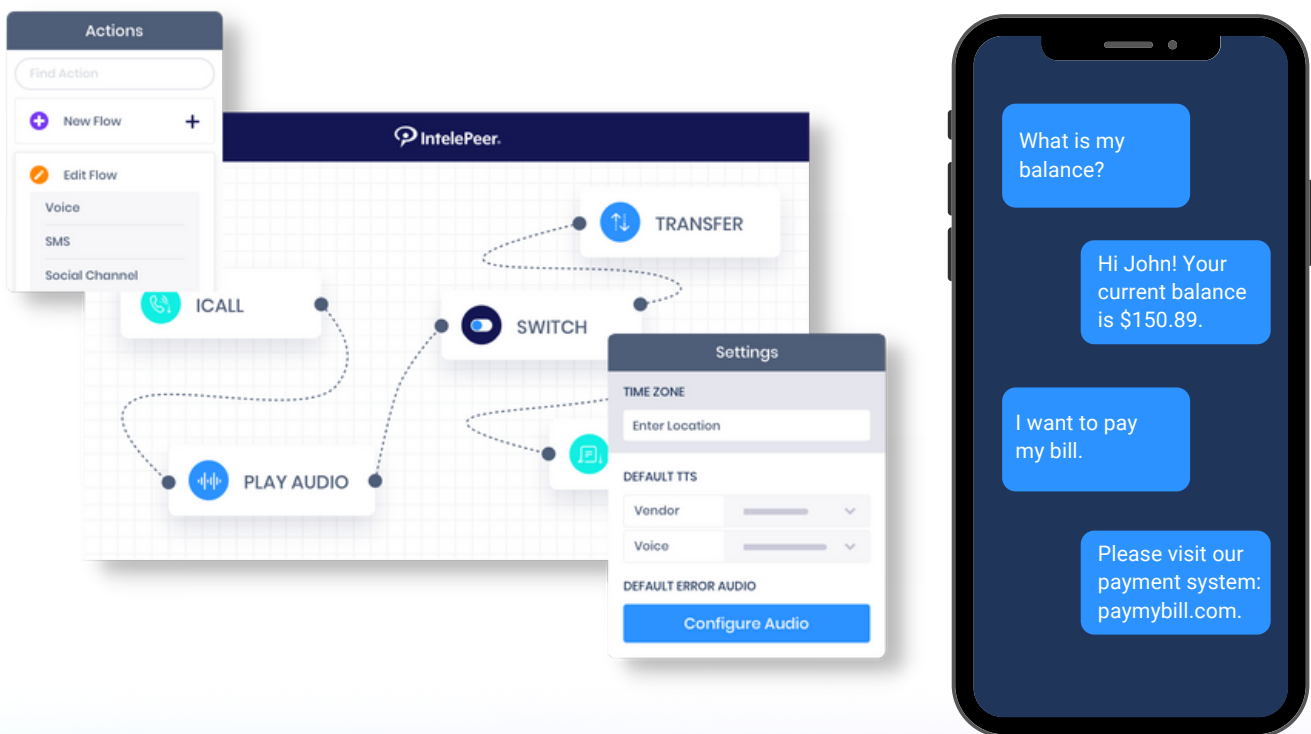 Actions
Find Action
New Flow
Edit Flow
Voice
SMS
Social Channel
IntelePeer.
TRANSFER
ICALL
SWITCH
PLAY AUDIO
Settings
TIME ZONE
Enter Location
DEFAULT TTS
Vendor
Voice
DEFAULT ERROR AUDIO
Configure Audio
What is my
balance?
Hi John! Your
current balance
is $150.89.
I want to pay
my bill.
Please visit our
payment system:
paymybill.com.